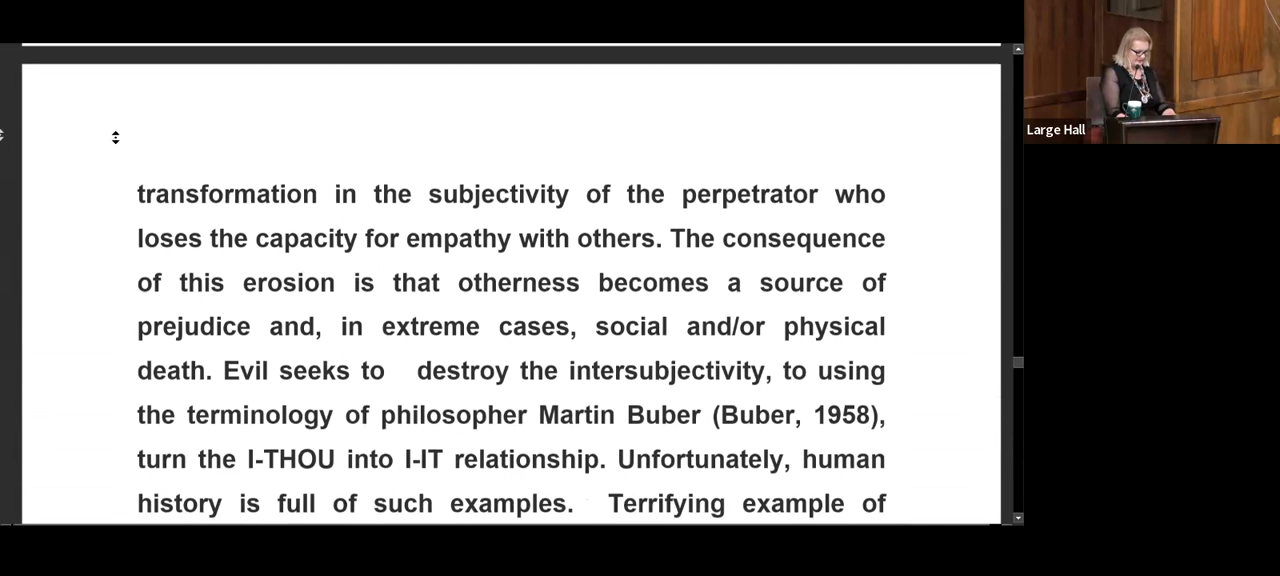 transformation in the subjectivity of the perpetrator who
loses the capacity for empathy with others. The consequence
of this erosion is that otherness becomes a source of
prejudice and, in extreme cases, social and/or physical
death. Evil seeks to destroy the intersubjectivity, to using
the terminology of philosopher Martin Buber (Buber, 1958),
turn the I-THOU into I-IT relationship. Unfortunately, human
history is full of such examples. Terrifying example of
Large Hall